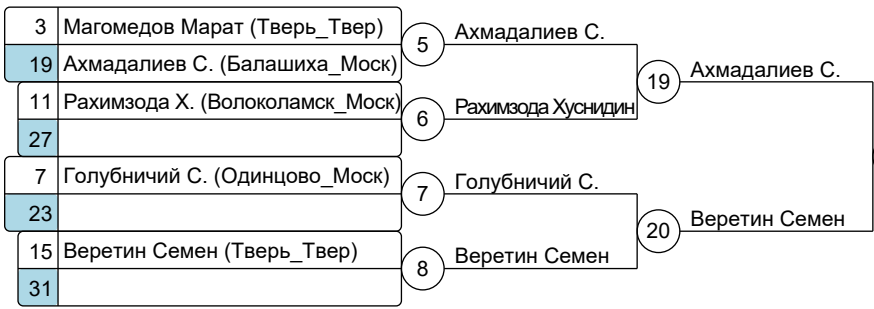 3 Магомедов Марат (Тверь_Твер)
5 Ахмадалиев С.
19 Ахмадалиев С. (Балашиха_Моск)
19 Ахмадалиев С.
11 Рахимзода Х. (Волоколамск_Моск)
6 Рахимзода Хуснидин
27
7 Голубничий С. (Одинцово_Моск)
7 Голубничий С.
23
20 Веретин Семен
15 Веретин Семен (Тверь_Твер)
8 Веретин Семен
31